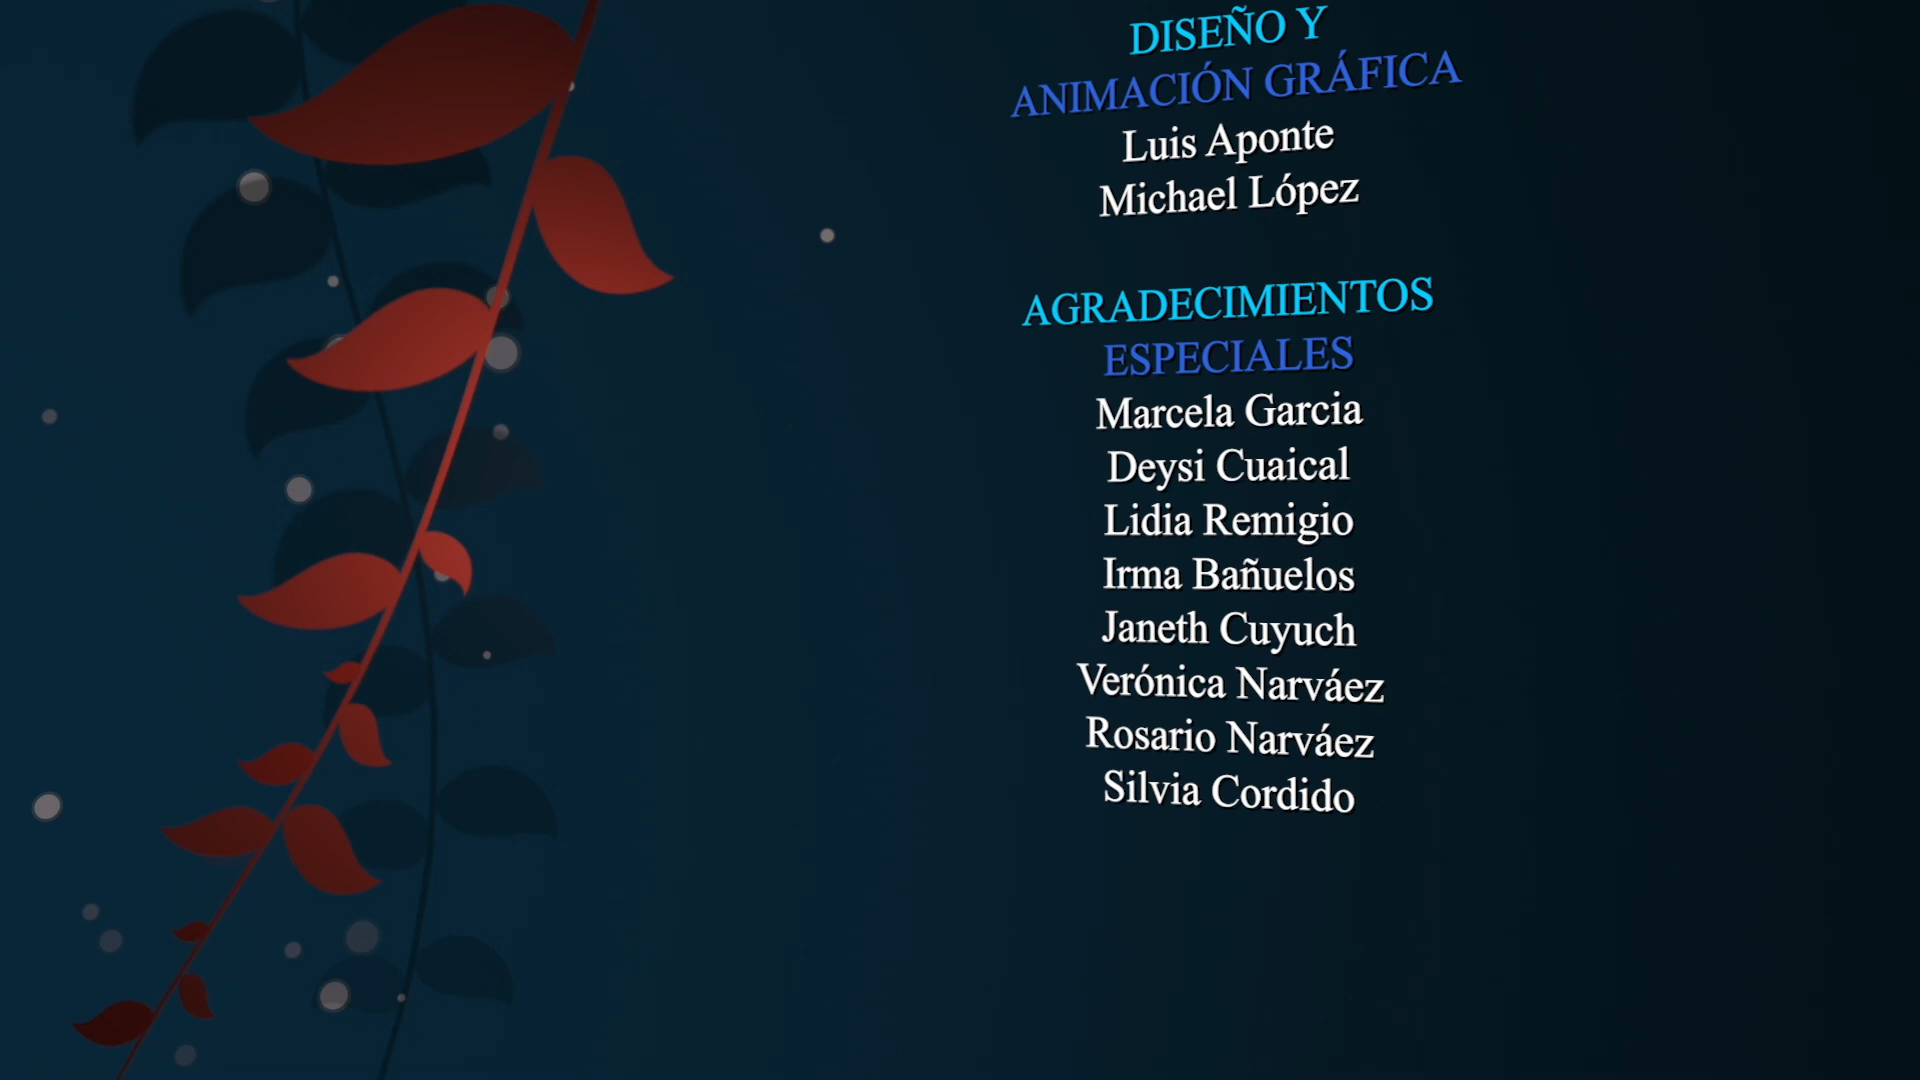 DISEÑO Y
ANIMACIÓN GRÁFICA
Luis Aponte
Michael López
AGRADECIMIENTOS
ESPECIALES
Marcela Garcia
Deysi Cuaical
Lidia Remigio
Irma Bañuelos
Janeth Cuyuch
Verónica Narváez
Rosario Narváez
Silvia Cordido